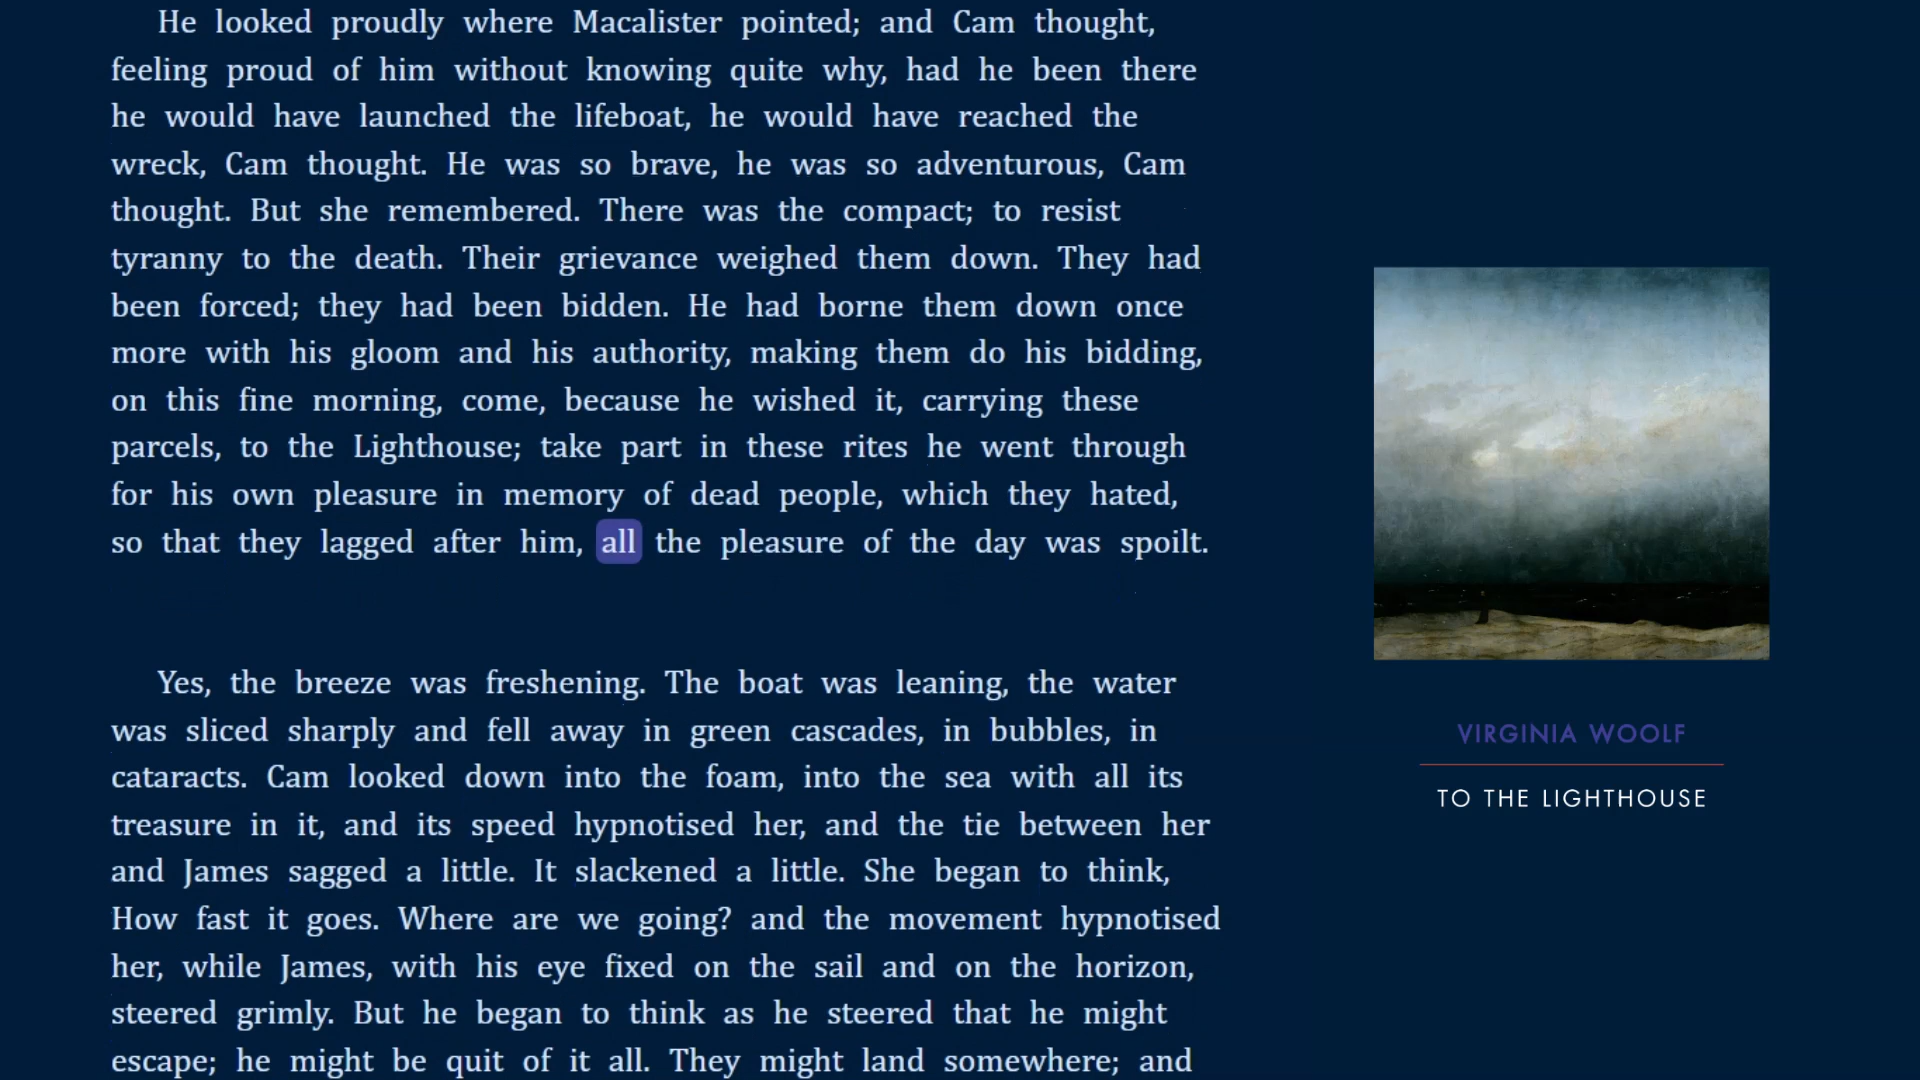 He looked proudly where Macalister pointed; and Cam thought,
feeling proud of him without knowing quite why, had he been there
he would have launched the lifeboat, he would have reached the
wreck, Cam thought. He was so brave, he was so adventurous, Cam
thought. But she remembered. There was the compact; to resist
tyranny to the death. Their grievance weighed them down. They had
been forced; they had been bidden. He had borne them down once
more with his gloom and his authority, making them do his bidding,
on this fine morning, come, because he wished it, carrying these
parcels, to the Lighthouse; take part in these rites he went through
for his own pleasure in memory of dead people, which they hated,
so that they lagged after him, all the pleasure of the day was spoilt.
Yes, the breeze was freshening. The boat was leaning, the water
was sliced sharply and fell away in green cascades, in bubbles, in
cataracts. Cam looked down into the foam, into the sea with all its
treasure in it, and its speed hypnotised her, and the tie between her
and James sagged a little. It slackened a little. She began to think,
How fast it goes. Where are we going? and the movement hypnotised
her, while James, with his eye fixed on the sail and on the horizon,
steered grimly. But he began to think as he steered that he might
escape; he might be quit of it all. They might land somewhere; and
VIRGINIA WOOLF
TO THE LIGHTHOUSE